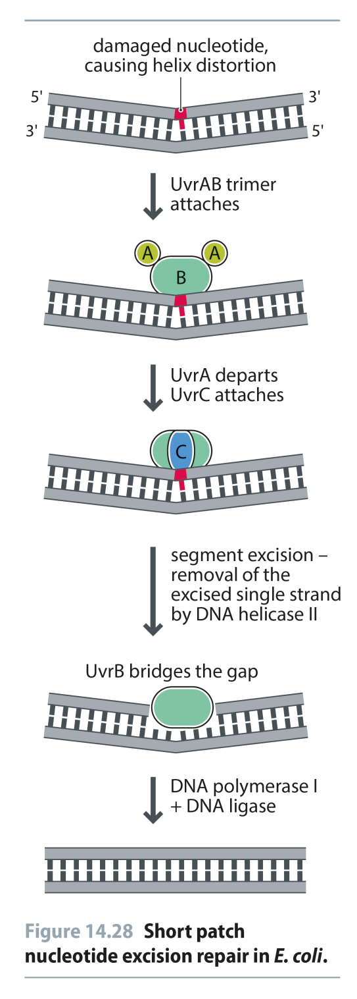 damaged nucleotide,
causing helix distortion
5' 3'
3' 5'
UvrAB trimer
attaches
A A
B
UvrA departs
UvrC attaches
C
segment excision –
removal of the
excised single strand
by DNA helicase II
UvrB bridges the gap
DNA polymerase I
+ DNA ligase
Figure 14.28 Short patch
nucleotide excision repair in E. coli.